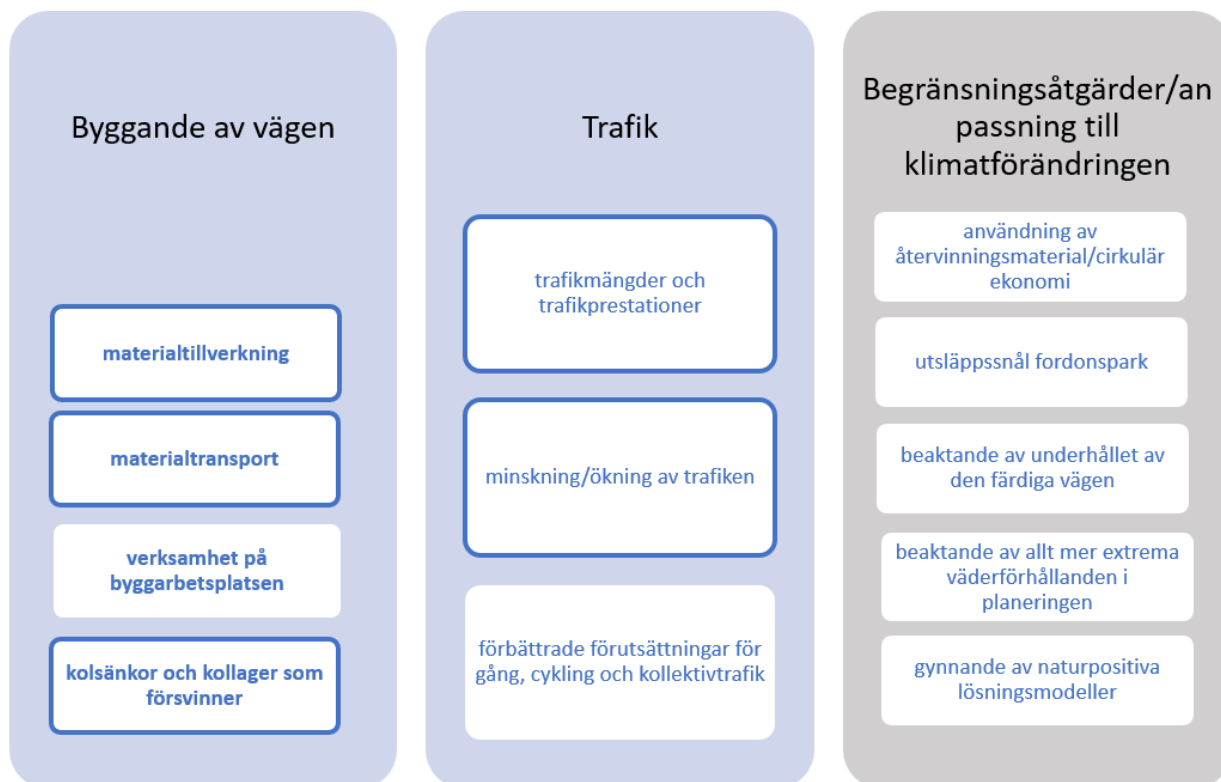 Byggande av vägen
materialtillverkning
materialtransport
verksamhet på
byggarbetsplatsen
kolsänkor och kollager som
försvinner
Trafik
trafikmängder och
trafikprestationer
minskning/ökning av trafiken
förbättrade förutsättningar för
gång, cykling och kollektivtrafik
Begränsningsåtgärder/an
passning till
klimatförändringen
användning av
återvinningsmaterial/cirkulär
ekonomi
utsläppssnål fordonspark
beaktande av underhållet av
den färdiga vägen
beaktande av allt mer extrema
väderförhållanden i
planeringen
gynnande av naturpositiva
lösningsmodeller